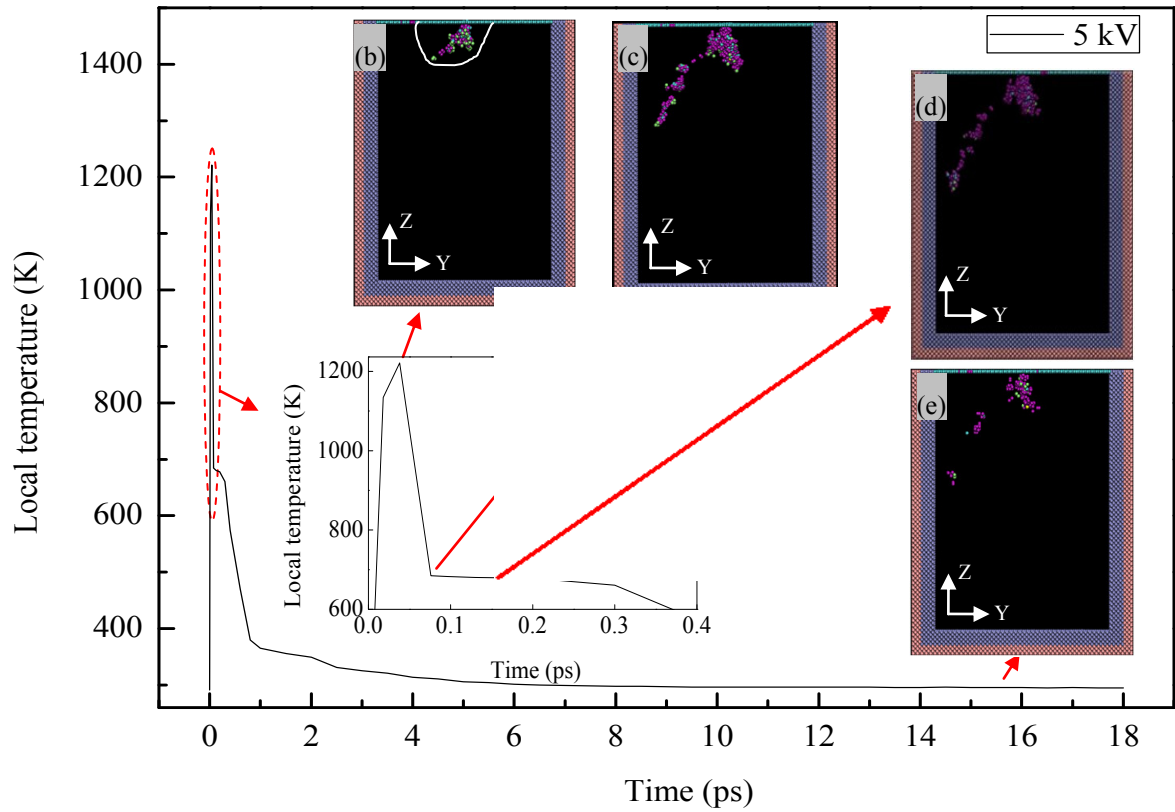 5 kV
1400
1200
1000
800
600
400
Local temperature (K)
0 2 4 6 8 10 12 14 16 18
Time (ps)
(b)
Z
Y
(c)
Z
Y
(d)
Z
Y
(e)
Z
Y
1200
1000
800
600
Local temperature (K)
0.0 0.1 0.2 0.3 0.4
Time (ps)